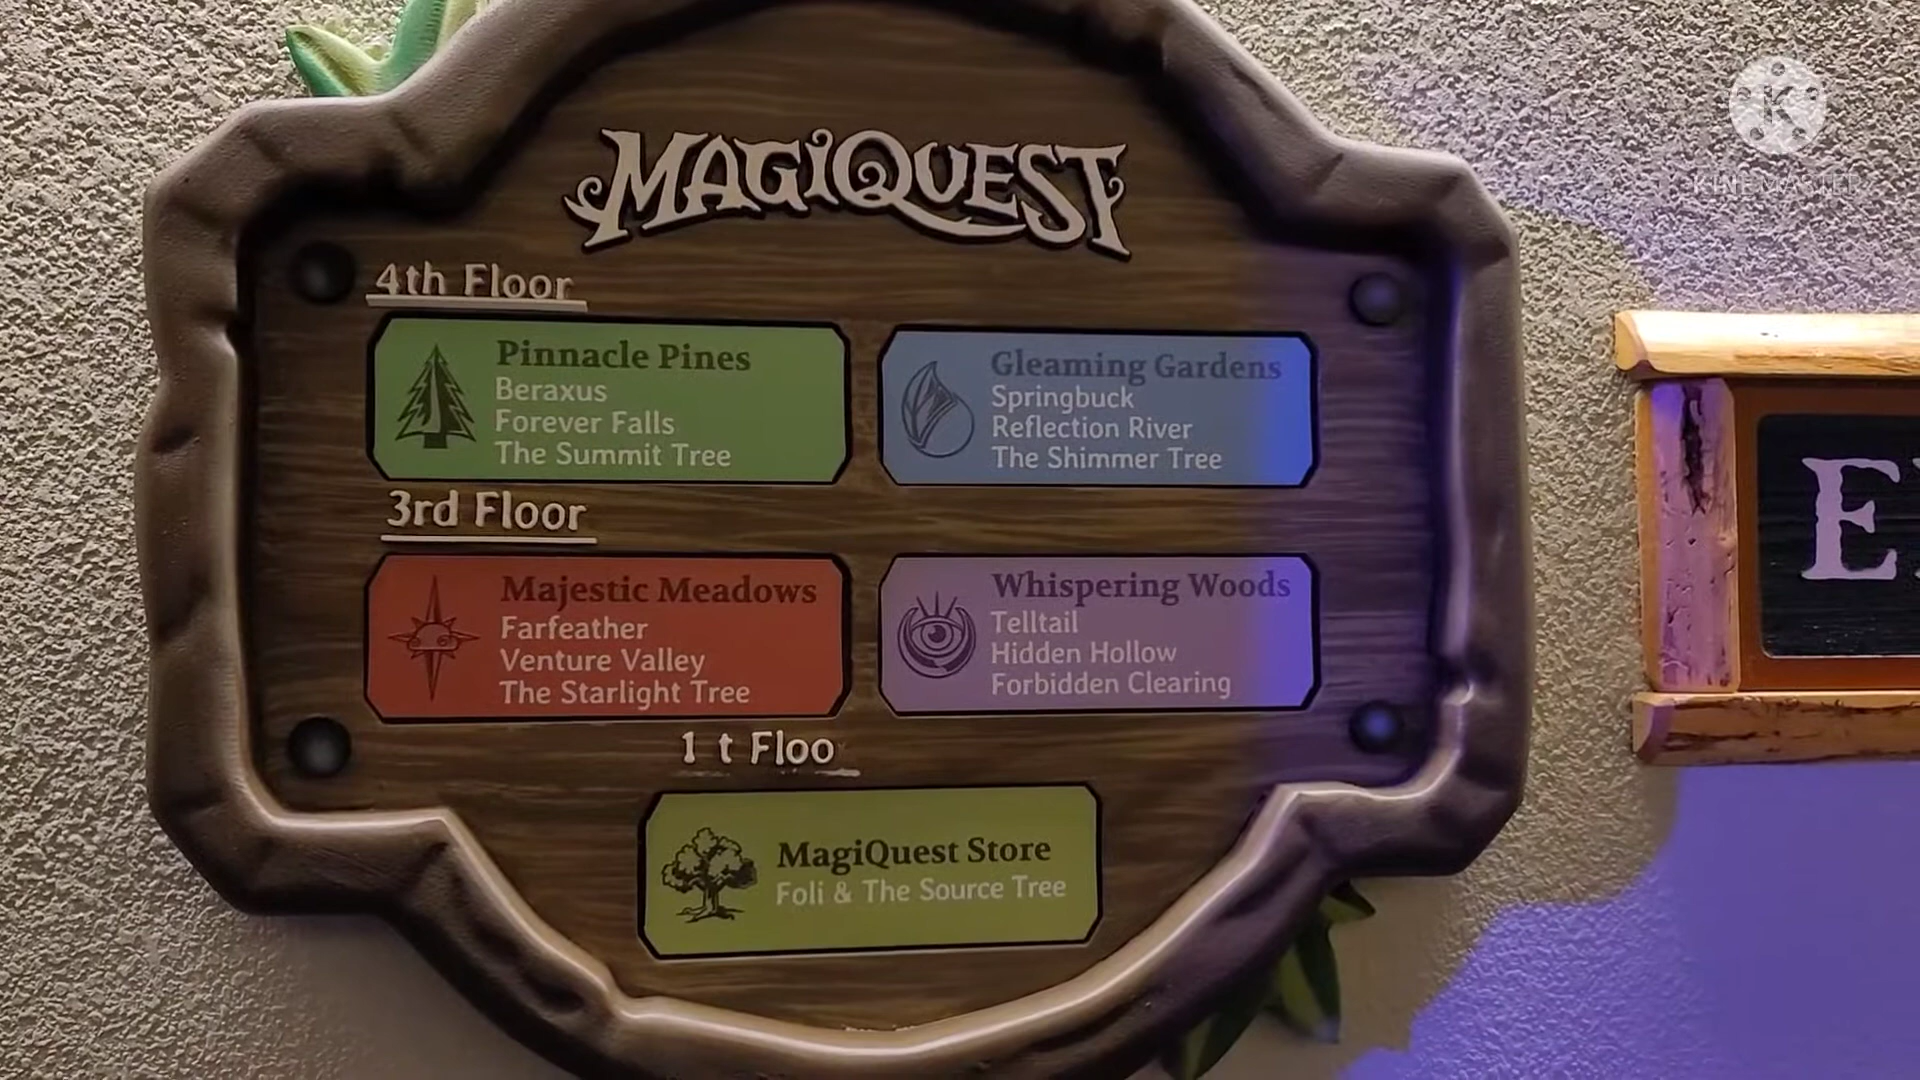 MAGIQUEST
4th Floor
Pinnacle Pines
Beraxus
Forever Falls
The Summit Tree
Gleaming Gardens
Springbuck
Reflection River
The Shimmer Tree
3rd Floor
Majestic Meadows
Farfeather
Venture Valley
The Starlight Tree
Whispering Woods
Telltail
Hidden Hollow
Forbidden Clearing
1 t Floo
MagiQuest Store
Foli & The Source Tree
K
KINEMASTER